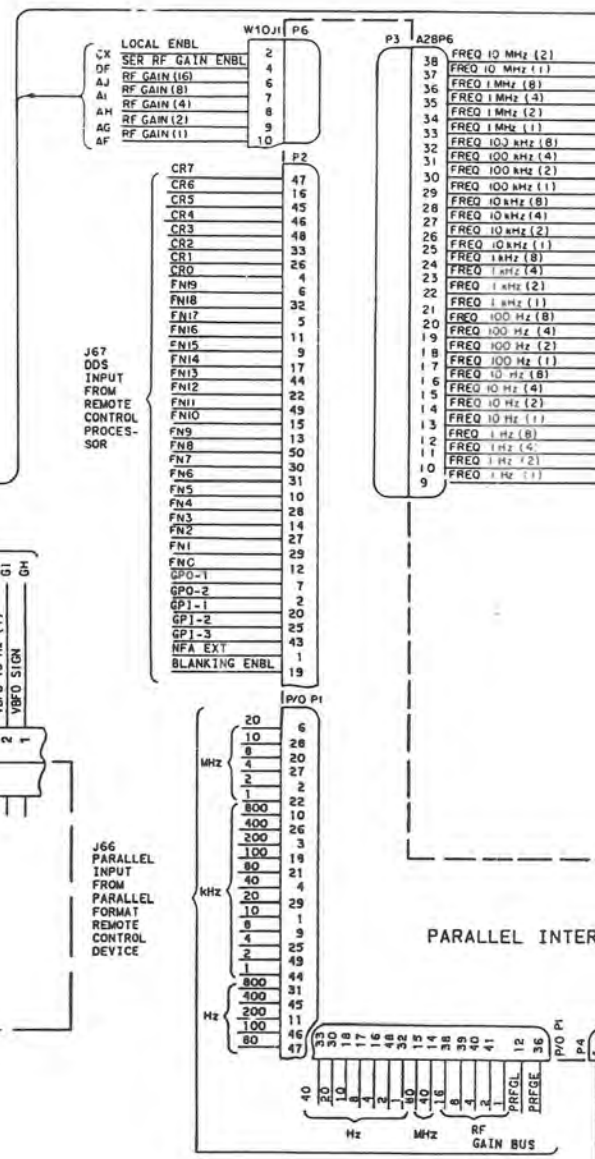 W10J1 P6
CX LOCAL ENBL 2
DF SER RF GAIN ENBL 4
AJ RF GAIN (16) 6
AI RF GAIN (8) 7
AH RF GAIN (4) 8
AG RF GAIN (2) 9
AF RF GAIN (1) 10
P3 A28P6
38 FREQ 10 MHz (2)
37 FREQ 10 MHz (1)
36 FREQ 1 MHz (8)
35 FREQ 1 MHz (4)
34 FREQ 1 MHz (2)
33 FREQ 1 MHz (1)
32 FREQ 100 kHz (8)
31 FREQ 100 kHz (4)
30 FREQ 100 kHz (2)
29 FREQ 100 kHz (1)
28 FREQ 10 kHz (8)
27 FREQ 10 kHz (4)
26 FREQ 10 kHz (2)
25 FREQ 10 kHz (1)
24 FREQ 1 kHz (8)
23 FREQ 1 kHz (4)
22 FREQ 1 kHz (2)
21 FREQ 1 kHz (1)
20 FREQ 100 Hz (8)
19 FREQ 100 Hz (4)
18 FREQ 100 Hz (2)
17 FREQ 100 Hz (1)
16 FREQ 10 Hz (8)
15 FREQ 10 Hz (4)
14 FREQ 10 Hz (2)
13 FREQ 10 Hz (1)
12 FREQ 1 Hz (8)
11 FREQ 1 Hz (4)
10 FREQ 1 Hz (2)
9 FREQ 1 Hz (1)
P2
J67
DDS
INPUT
FROM
REMOTE
CONTROL
PROCES-
SOR
CR7 47
CR6 16
CR5 45
CR4 46
CR3 48
CR2 33
CR1 26
CR0 4
FN19 6
FN18 32
FN17 5
FN16 11
FN15 9
FN14 17
FN13 44
FN12 22
FN11 49
FN10 15
FN9 13
FN8 50
FN7 30
FN6 31
FN5 10
FN4 28
FN3 14
FN2 27
FN1 29
FN0 12
GPO-1 7
GPO-2 2
GPI-1 20
GPI-2 25
GPI-3 43
NFA EXT 1
BLANKING ENBL 19
GI GH
VBFO SIGN
2 1
P/O P1
J66
PARALLEL
INPUT
FROM
PARALLEL
FORMAT
REMOTE
CONTROL
DEVICE
MHz
20 6
10 28
8 20
4 27
2 2
1 22
kHz
800 10
400 26
200 3
100 19
80 21
40 4
20 29
10 1
8 9
4 25
2 49
1 44
Hz
800 31
400 45
200 11
100 46
80 47
PARALLEL INTER
33 30 18 17 16 48 32 15 14 38 39 40 41 12 36
P/O P1
P4
40 20 10 8 4 2 1 80 40 16 8 4 2 1 PRFGL PRFGE
Hz MHz RF
GAIN BUS